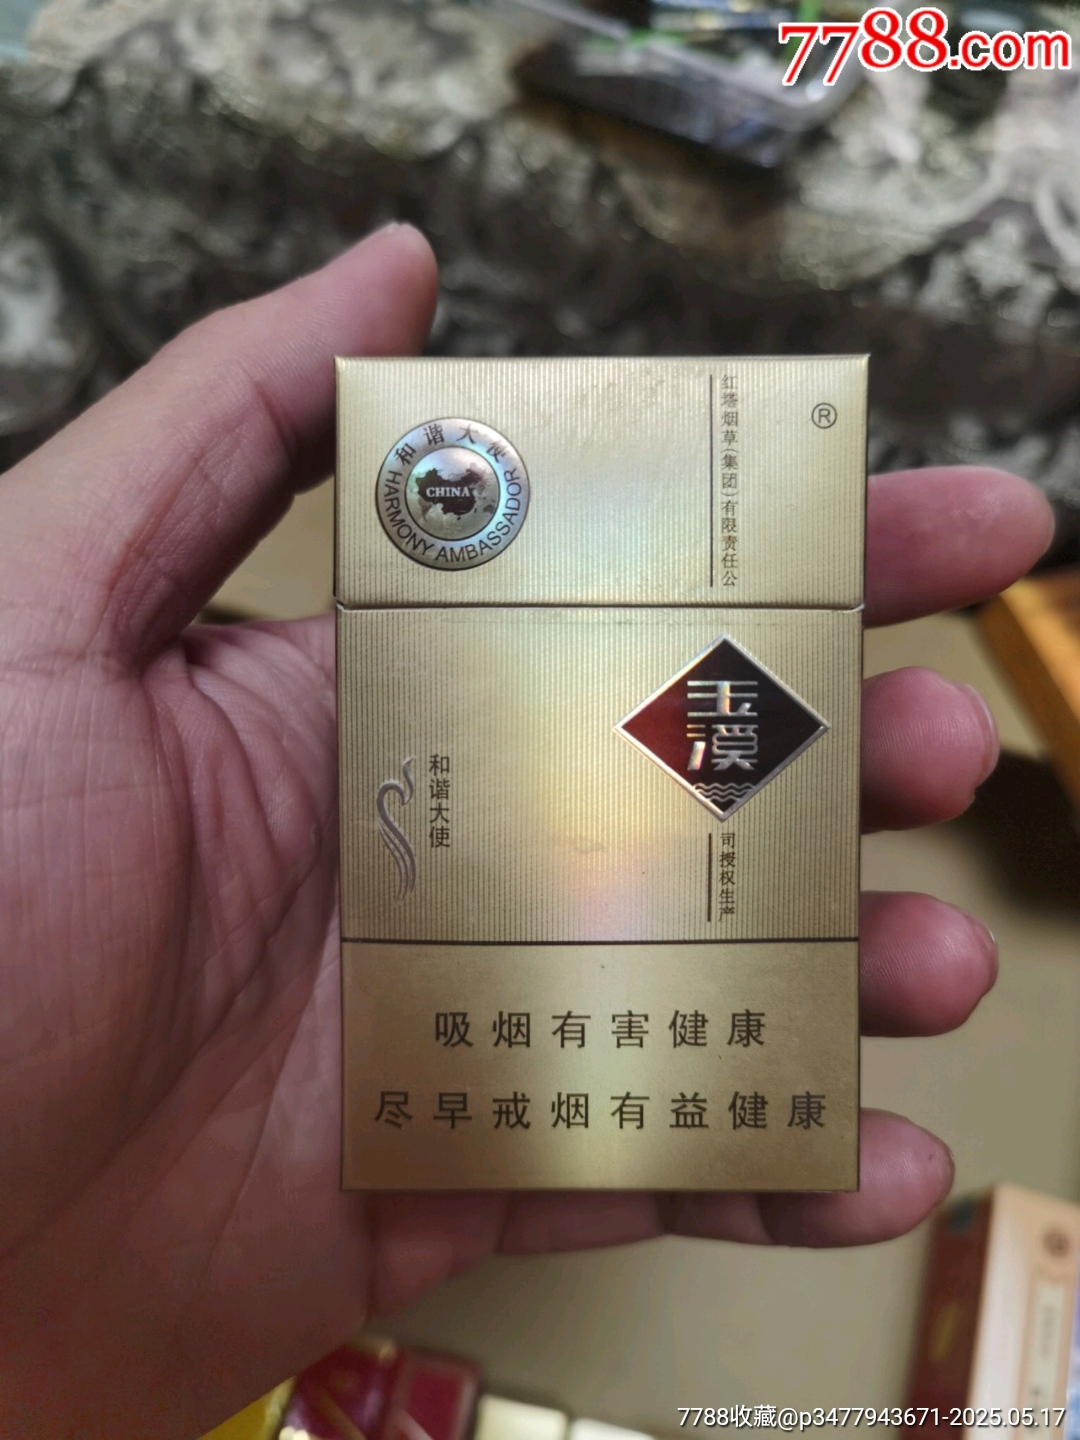 7788.com
和谐大使
CHINA
HARMONY AMBASSADOR
红塔烟草(集团)有限责任公
®
玉溪
和谐大使
司授权生产
吸烟有害健康
尽早戒烟有益健康
7788收藏@p3477943671-2025.05.17